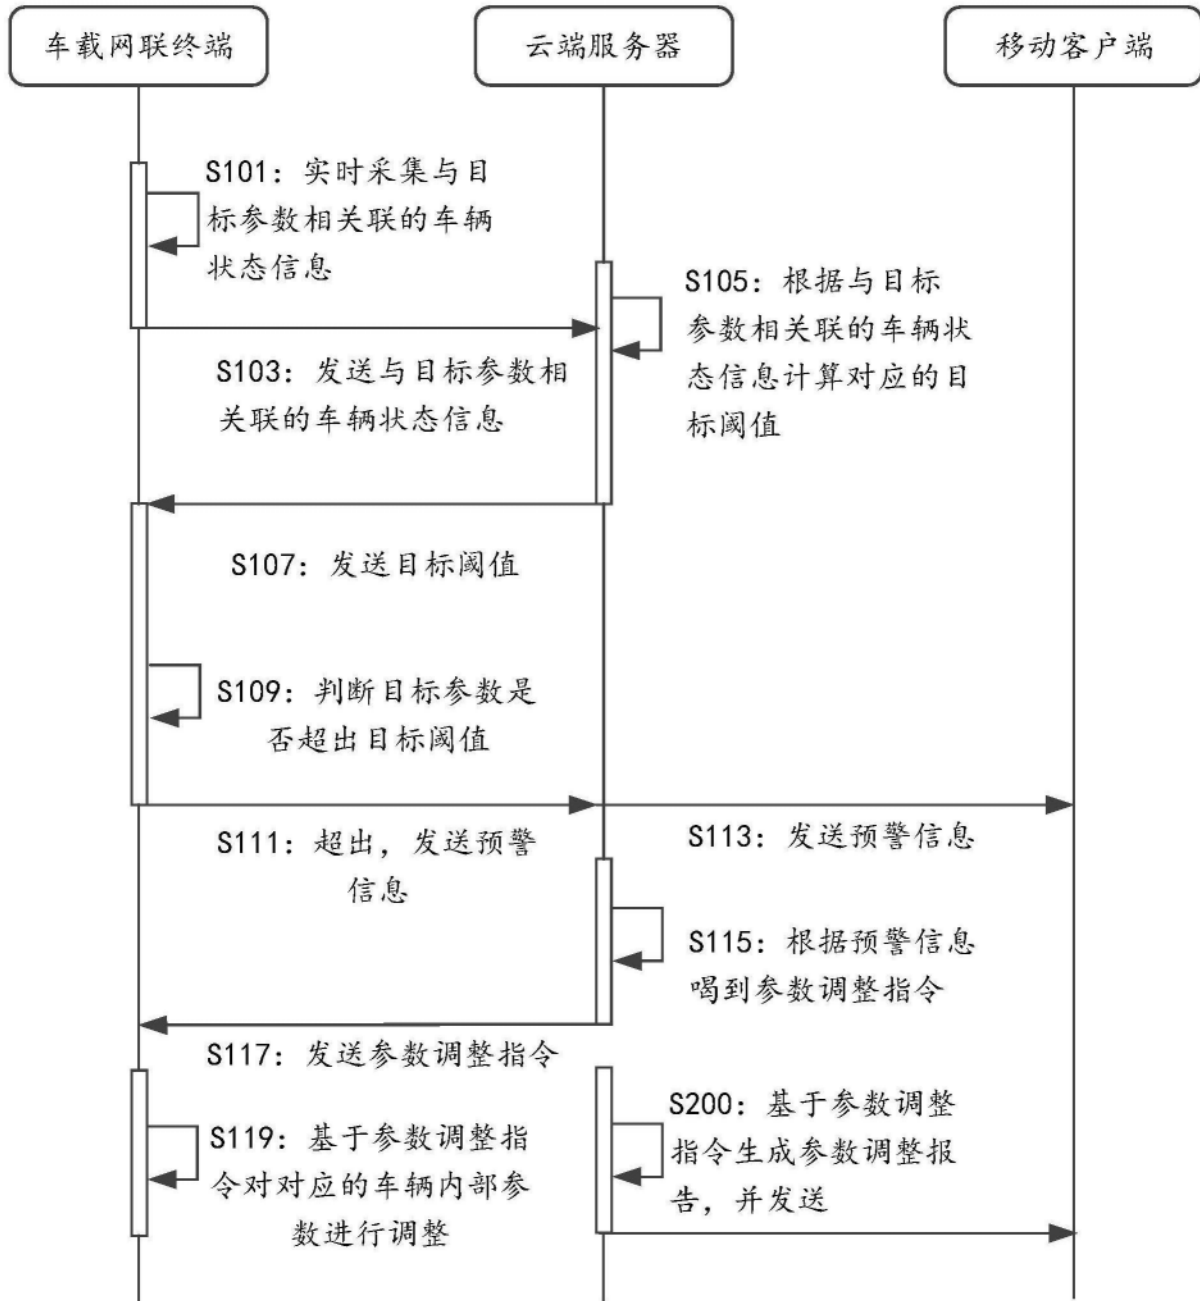 车载网联终端
云端服务器
移动客户端
S101：实时采集与目
标参数相关联的车辆
状态信息
S105：根据与目标
参数相关联的车辆状
态信息计算对应的目
标阈值
S103：发送与目标参数相
关联的车辆状态信息
S107：发送目标阈值
S109：判断目标参数是
否超出目标阈值
S111：超出，发送预警
信息
S113：发送预警信息
S115：根据预警信息
喝到参数调整指令
S117：发送参数调整指令
S119：基于参数调整指
令对对应的车辆内部参
数进行调整
S200：基于参数调整
指令生成参数调整报
告，并发送